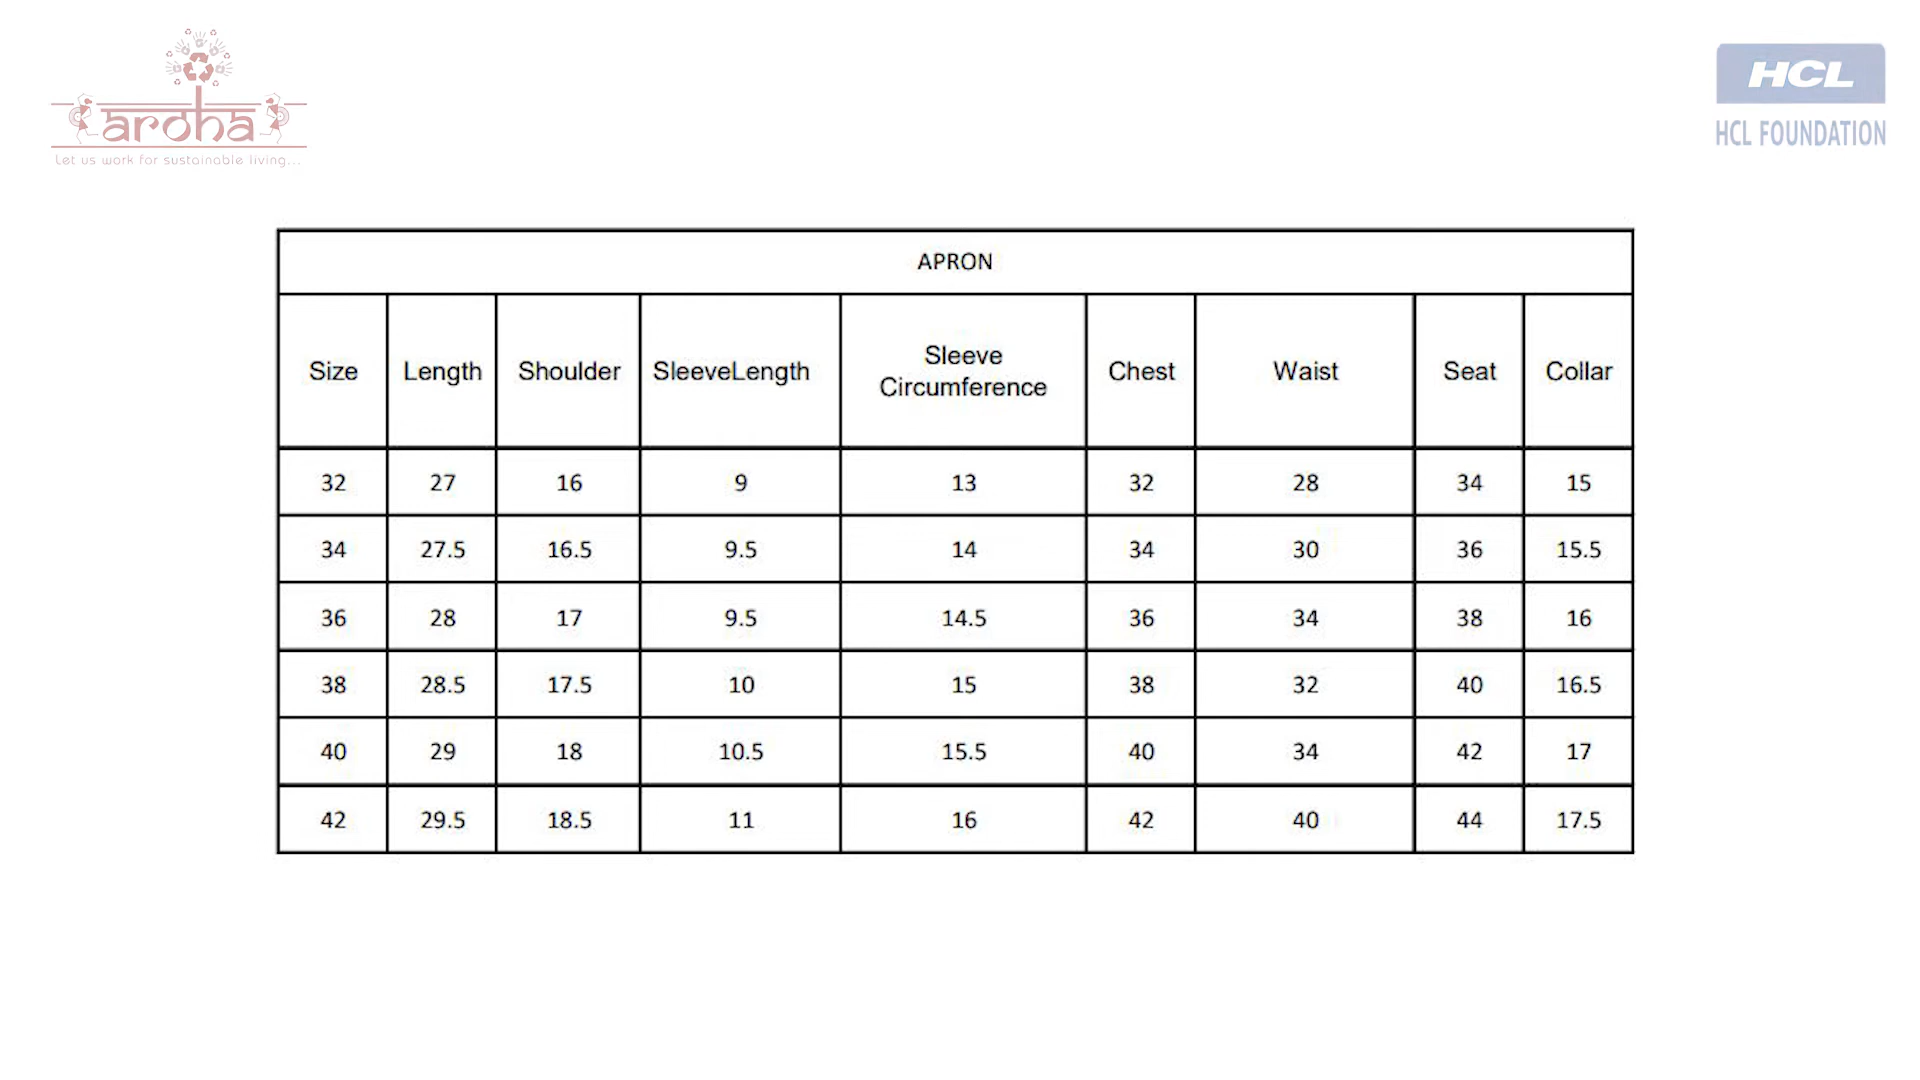 aroha
Let us work for sustainable living...
HCL
HCL FOUNDATION
APRON
Size Length Shoulder SleeveLength Sleeve Circumference Chest Waist Seat Collar
32 27 16 9 13 32 28 34 15
34 27.5 16.5 9.5 14 34 30 36 15.5
36 28 17 9.5 14.5 36 34 38 16
38 28.5 17.5 10 15 38 32 40 16.5
40 29 18 10.5 15.5 40 34 42 17
42 29.5 18.5 11 16 42 40 44 17.5